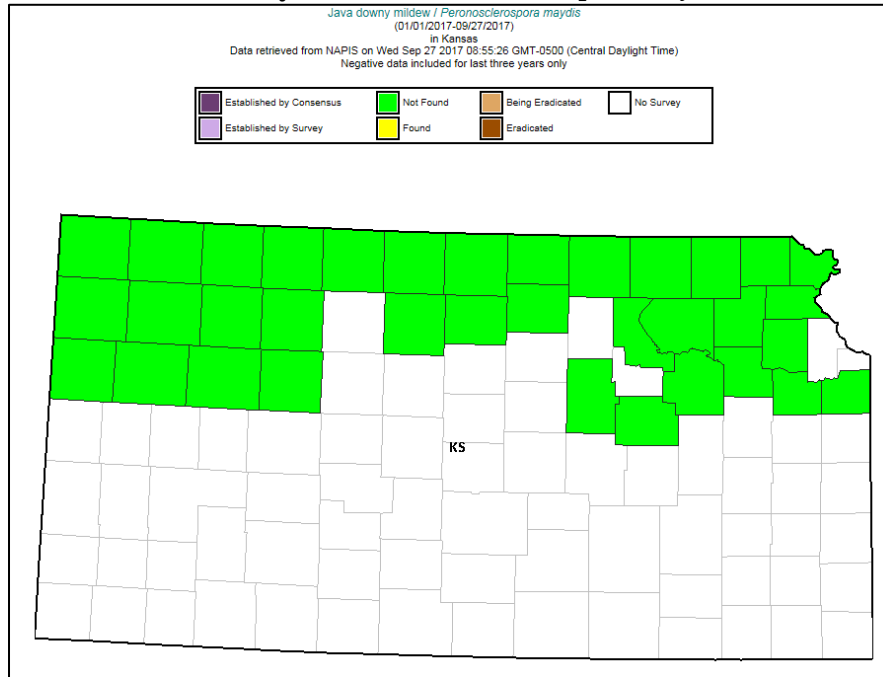 Java downy mildew / Peronosclerospora maydis
(01/01/2017-09/27/2017)
in Kansas
Data retrieved from NAPIS on Wed Sep 27 2017 08:55:26 GMT-0500 (Central Daylight Time)
Negative data included for last three years only
Established by Consensus Not Found Being Eradicated No Survey
Established by Survey Found Eradicated
KS